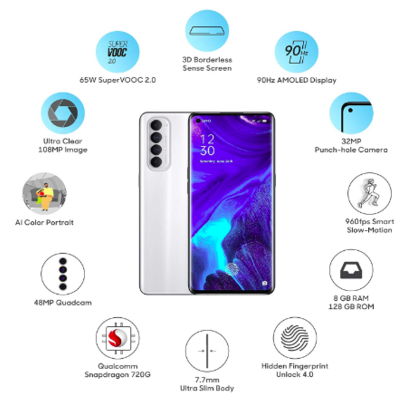 3D Borderless
Sense Screen
SUPER
VOOC
2.0
65W SuperVOOC 2.0
90Hz
90Hz AMOLED Display
Ultra Clear
108MP Image
32MP
Punch-hole Camera
12
30
AI Color Portrait
960fps Smart
Slow-Motion
48MP Quadcam
8 GB RAM
128 GB ROM
Qualcomm
Snapdragon 720G
7.7mm
Ultra Slim Body
Hidden Fingerprint
Unlock 4.0